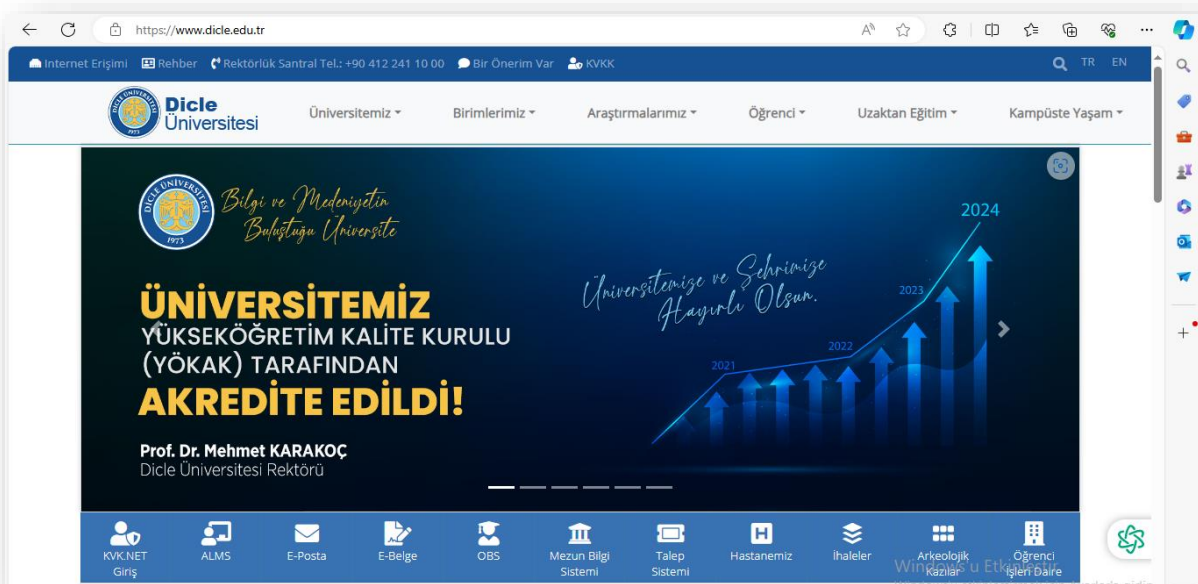 https://www.dicle.edu.tr
Internet Erişimi Rehber Rektörlük Santral Tel.: +90 412 241 10 00 Bir Önerim Var KVKK TR EN
Dicle
Üniversitesi
Üniversitemiz Birimlerimiz Araştırmalarımız Öğrenci Uzaktan Eğitim Kampüste Yaşam
DİCLE ÜNİVERSİTESİ
1973
Bilgi ve Medeniyetin
Buluştuğu Üniversite
ÜNİVERSİTEMİZ
YÜKSEKÖĞRETİM KALİTE KURULU
(YÖKAK) TARAFINDAN
AKREDİTE EDİLDİ!
Prof. Dr. Mehmet KARAKOÇ
Dicle Üniversitesi Rektörü
Üniversitemize ve Şehrimize
Hayırlı Olsun.
2021
2022
2023
2024
KVK.NET
Giriş
ALMS
E-Posta
E-Belge
OBS
Mezun Bilgi
Sistemi
Talep
Sistemi
Hastanemiz
İhaleler
Arkeolojik
Kazılar
Öğrenci
İşleri Daire
Windows'u Etkinleştir